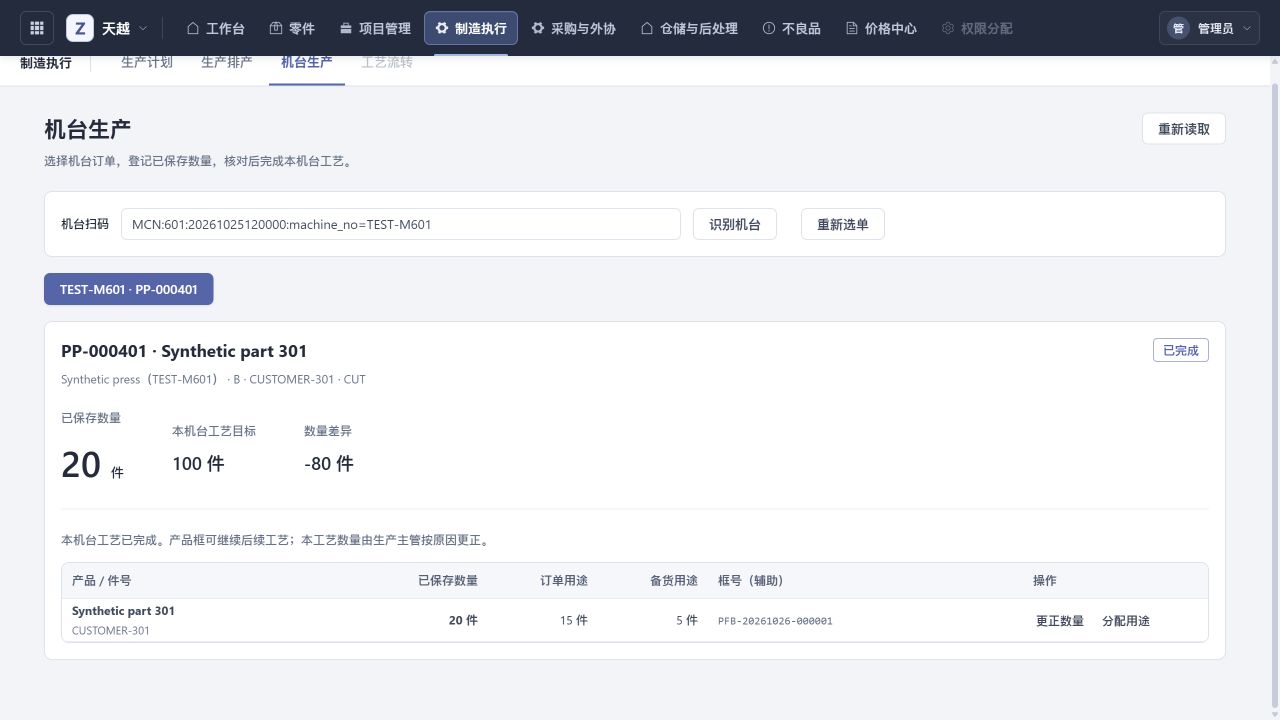 Z 天越 工作台 零件 项目管理 制造执行 采购与外协 仓储与后处理 不良品 价格中心 权限分配 管 管理员
制造执行 生产计划 生产排产 机台生产 工艺流转
机台生产
重新读取
选择机台订单，登记已保存数量，核对后完成本机台工艺。
机台扫码 MCN:601:20261025120000:machine_no=TEST-M601 识别机台 重新选单
TEST-M601 · PP-000401
PP-000401 · Synthetic part 301
已完成
Synthetic press（TEST-M601） · B · CUSTOMER-301 · CUT
已保存数量 本机台工艺目标 数量差异
20 件 100 件 -80 件
本机台工艺已完成。产品框可继续后续工艺；本工艺数量由生产主管按原因更正。
产品 / 件号 已保存数量 订单用途 备货用途 框号（辅助） 操作
Synthetic part 301
CUSTOMER-301
20 件 15 件 5 件 PFB-20261026-000001 更正数量 分配用途